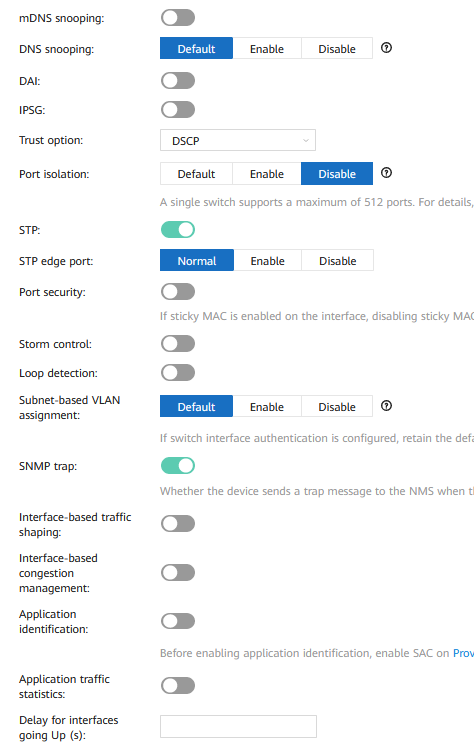 mDNS snooping:
DNS snooping: Default Enable Disable
DAI:
IPSG:
Trust option: DSCP
Port isolation: Default Enable Disable
A single switch supports a maximum of 512 ports. For details,
STP:
STP edge port: Normal Enable Disable
Port security:
If sticky MAC is enabled on the interface, disabling sticky MAC
Storm control:
Loop detection:
Subnet-based VLAN
assignment:
Default Enable Disable
If switch interface authentication is configured, retain the defa
SNMP trap:
Whether the device sends a trap message to the NMS when th
Interface-based traffic
shaping:
Interface-based
congestion
management:
Application
identification:
Before enabling application identification, enable SAC on Prov
Application traffic
statistics:
Delay for interfaces
going Up (s):